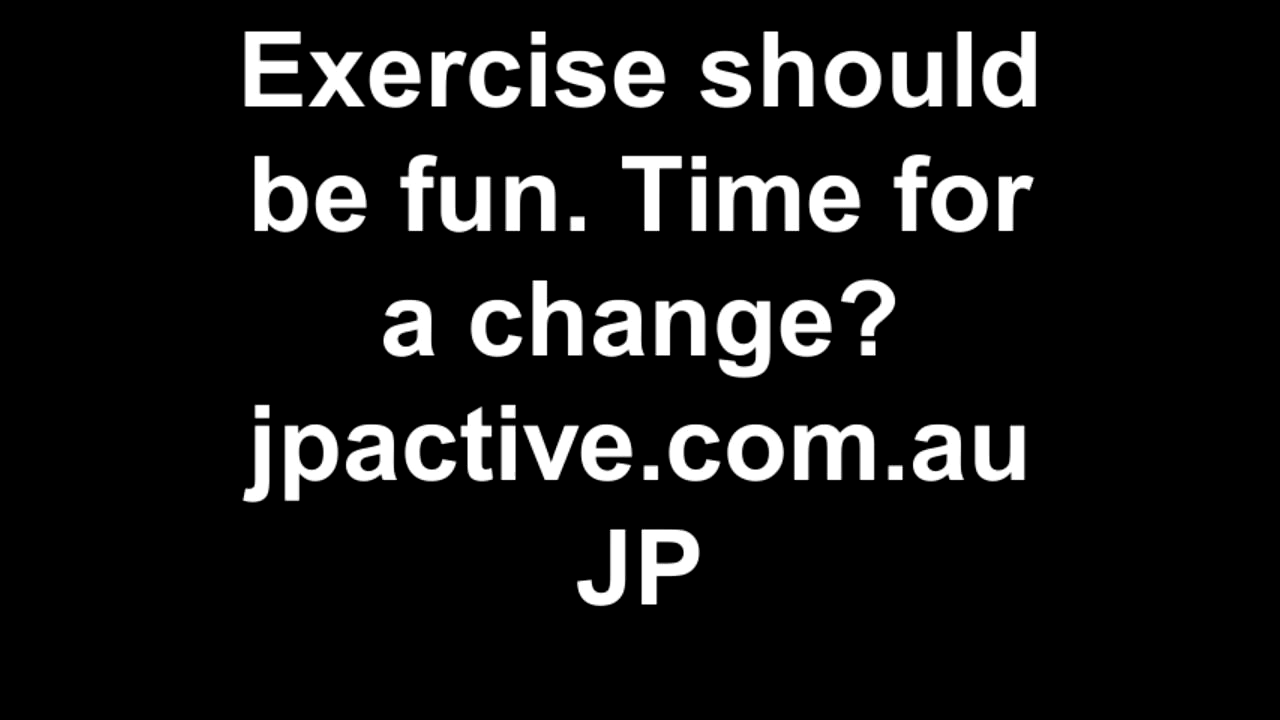 Exercise should
be fun. Time for
a change?
jpactive.com.au
JP